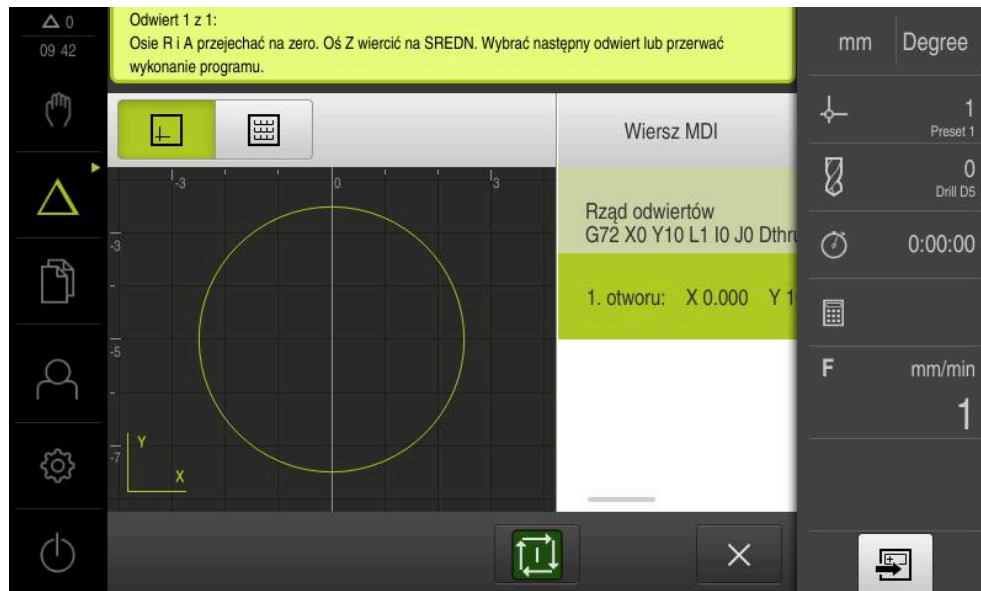 0
09 42
Odwiert 1 z 1:
Osie R i A przejechać na zero. Oś Z wiercić na SREDN. Wybrać następny odwiert lub przerwać
wykonanie programu.
mm Degree
1
Preset 1
0
Drill D5
0:00:00
F mm/min
1
Wiersz MDI
Rząd odwiertów
G72 X0 Y10 L1 I0 J0 Dthru
1. otworu: X 0.000 Y 1
-3 0 3
-3
-5
-7
Y
X